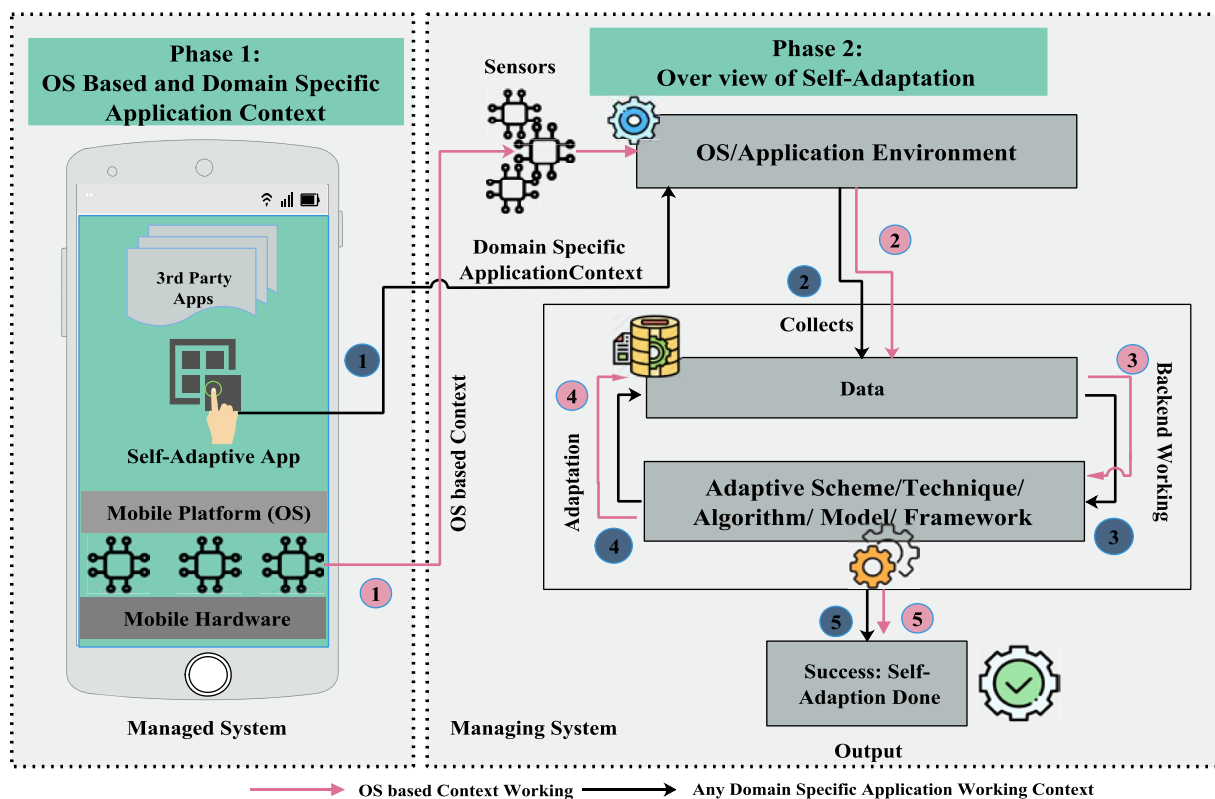 Phase 1:
OS Based and Domain Specific
Application Context
3rd Party
Apps
Self-Adaptive App
Mobile Platform (OS)
Mobile Hardware
Managed System
1
1
OS based Context
Phase 2:
Over view of Self-Adaptation
Sensors
OS/Application Environment
Domain Specific
ApplicationContext
2
2
Collects
Data
3
3
Backend Working
4
4
Adaptation
Adaptive Scheme/Technique/
Algorithm/ Model/ Framework
5
5
Success: Self-
Adaption Done
Managing System
Output
OS based Context Working
Any Domain Specific Application Working Context